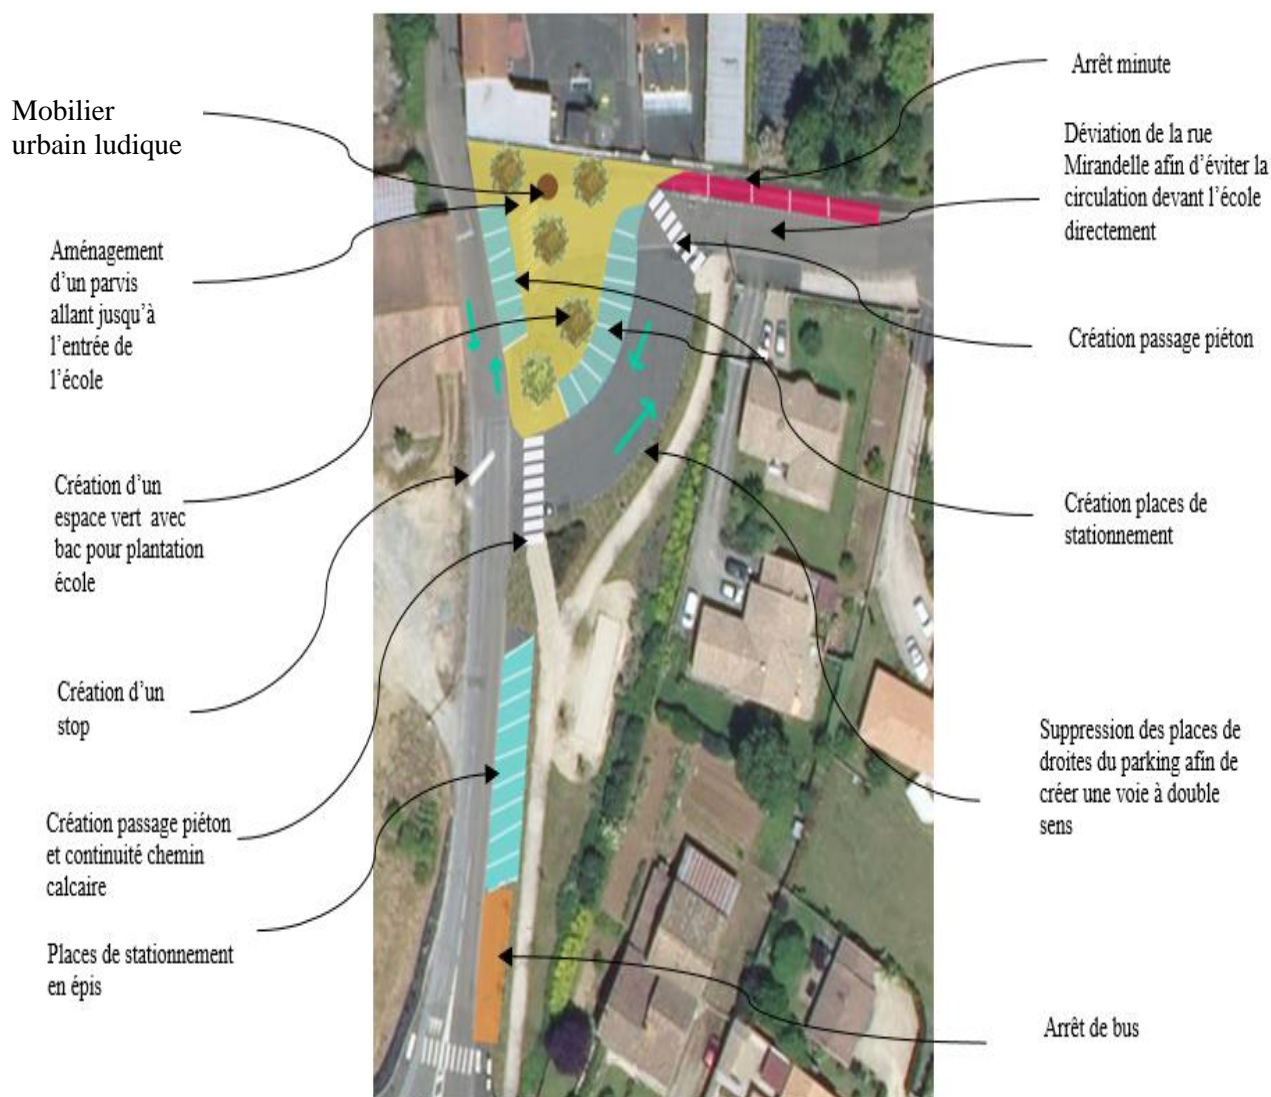 Mobilier
urbain ludique
Aménagement
d’un parvis
allant jusqu’à
l’entrée de
l’école
Création d’un
espace vert avec
bac pour plantation
école
Création d’un
stop
Création passage piéton
et continuité chemin
calcaire
Places de stationnement
en épis
Arrêt minute
Déviation de la rue
Mirandelle afin d’éviter la
circulation devant l’école
directement
Création passage piéton
Création places de
stationnement
Suppression des places de
droites du parking afin de
créer une voie à double
sens
Arrêt de bus